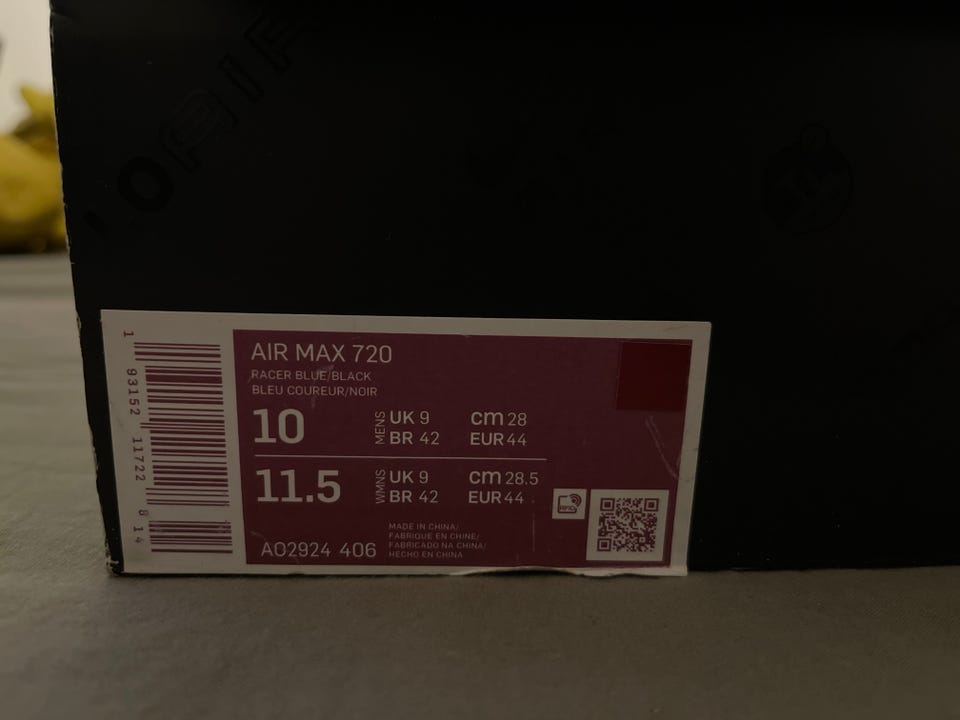 AIR MAX 720
RACER BLUE/BLACK
BLEU COUREUR/NOIR
10 MENS UK 9 cm 28
BR 42 EUR 44
11.5 WMNS UK 9 cm 28.5
BR 42 EUR 44
RFID
MADE IN CHINA/
FABRIQUE EN CHINE/
FABRICADO NA CHINA/
HECHO EN CHINA
AO2924 406
1 93152 11722 8 14